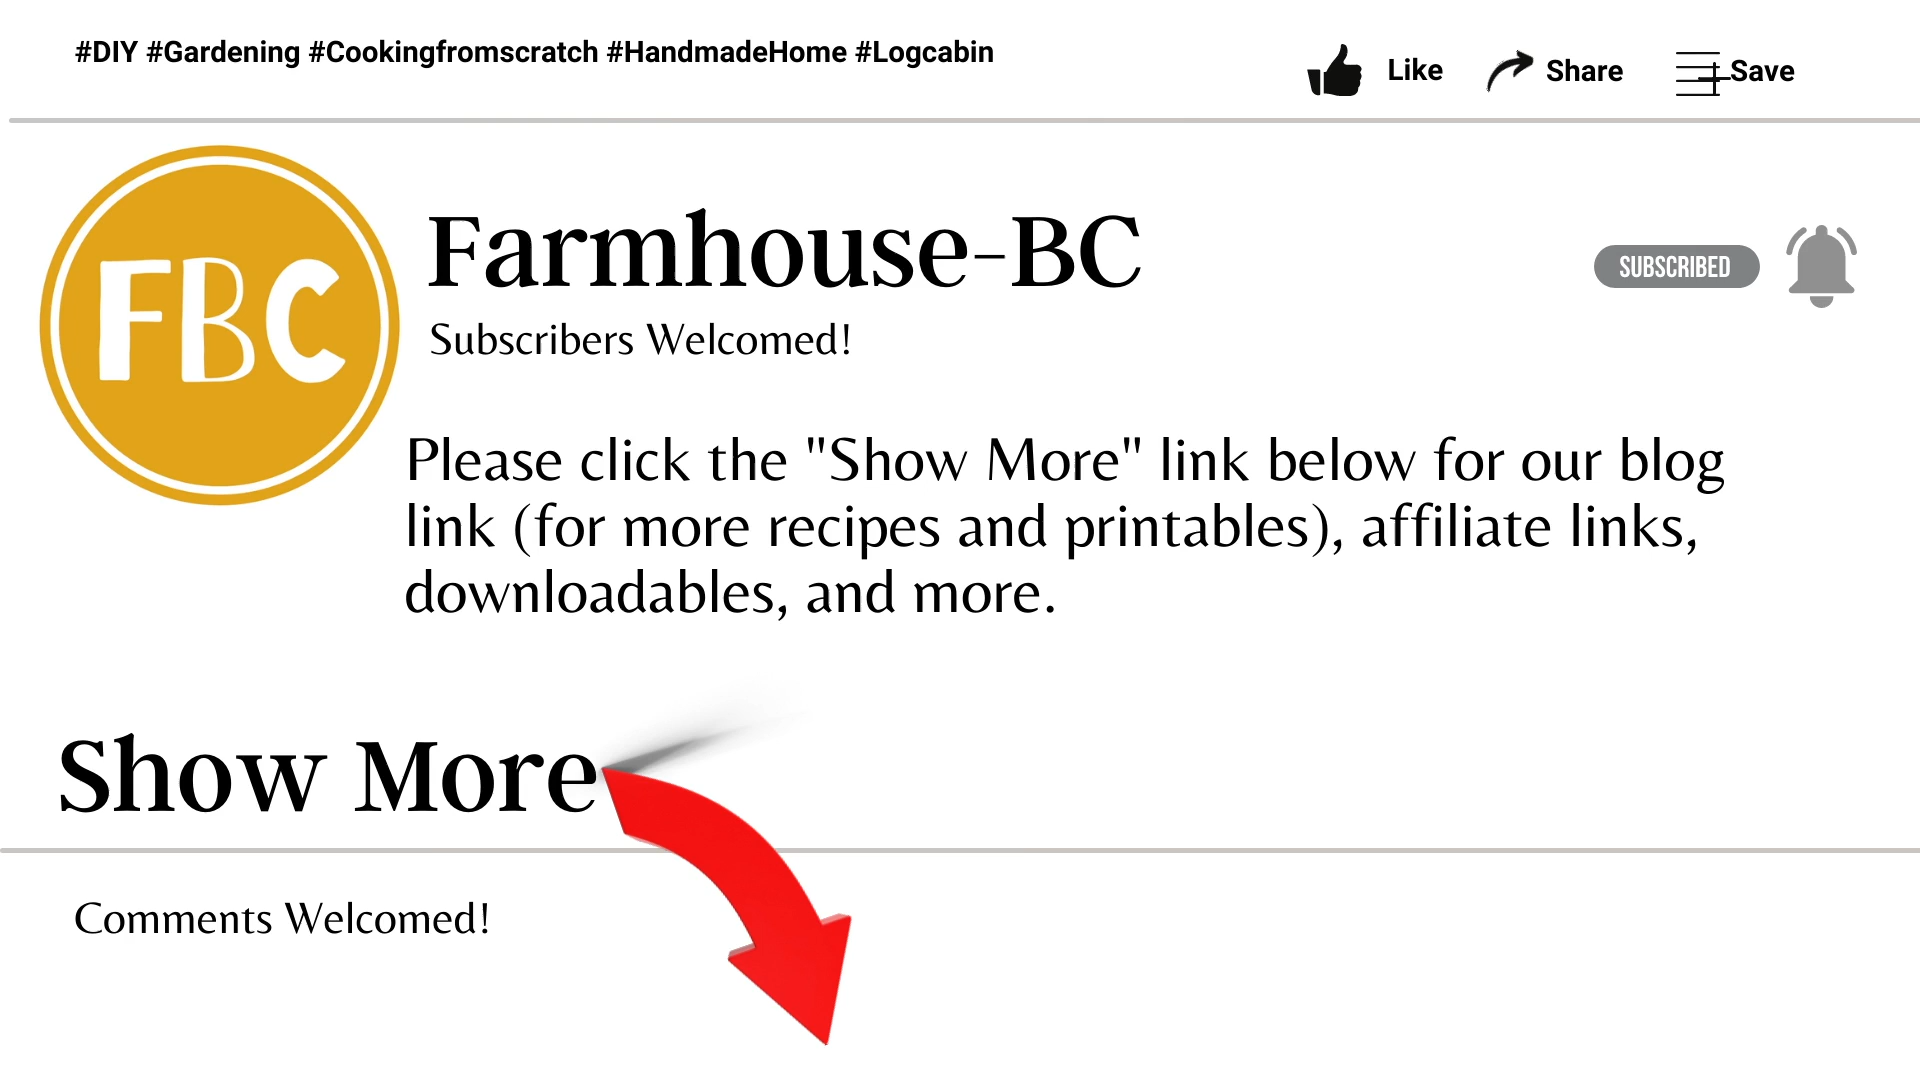 #DIY #Gardening #Cookingfromscratch #HandmadeHome #Logcabin
Like Share Save
FBC
Farmhouse-BC
SUBSCRIBED
Subscribers Welcomed!
Please click the "Show More" link below for our blog
link (for more recipes and printables), affiliate links,
downloadables, and more.
Show More
Comments Welcomed!